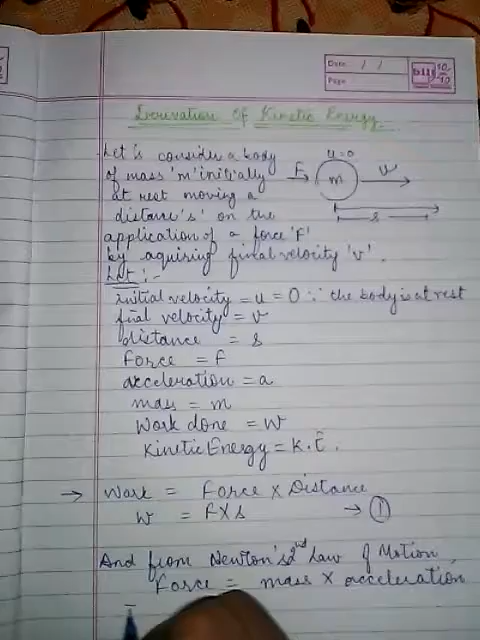 Date / /
Page
Derivation Of Kinetic Energy
Let is consider a body
of mass 'm' initially
at rest moving a
distance 's' on the
application of a force 'F'
by aquiring final velocity 'v'.
u=0
F
m
v
s
Let :-
initial velocity = u = 0 ∵ the body is at rest
final velocity = v
distance = s
Force = F
acceleration = a
mass = m
Work done = W
Kinetic Energy = K.E.
→ Work = Force × Distance
W = F×s → ①
And from Newton's 2nd Law of Motion,
Force = mass × acceleration